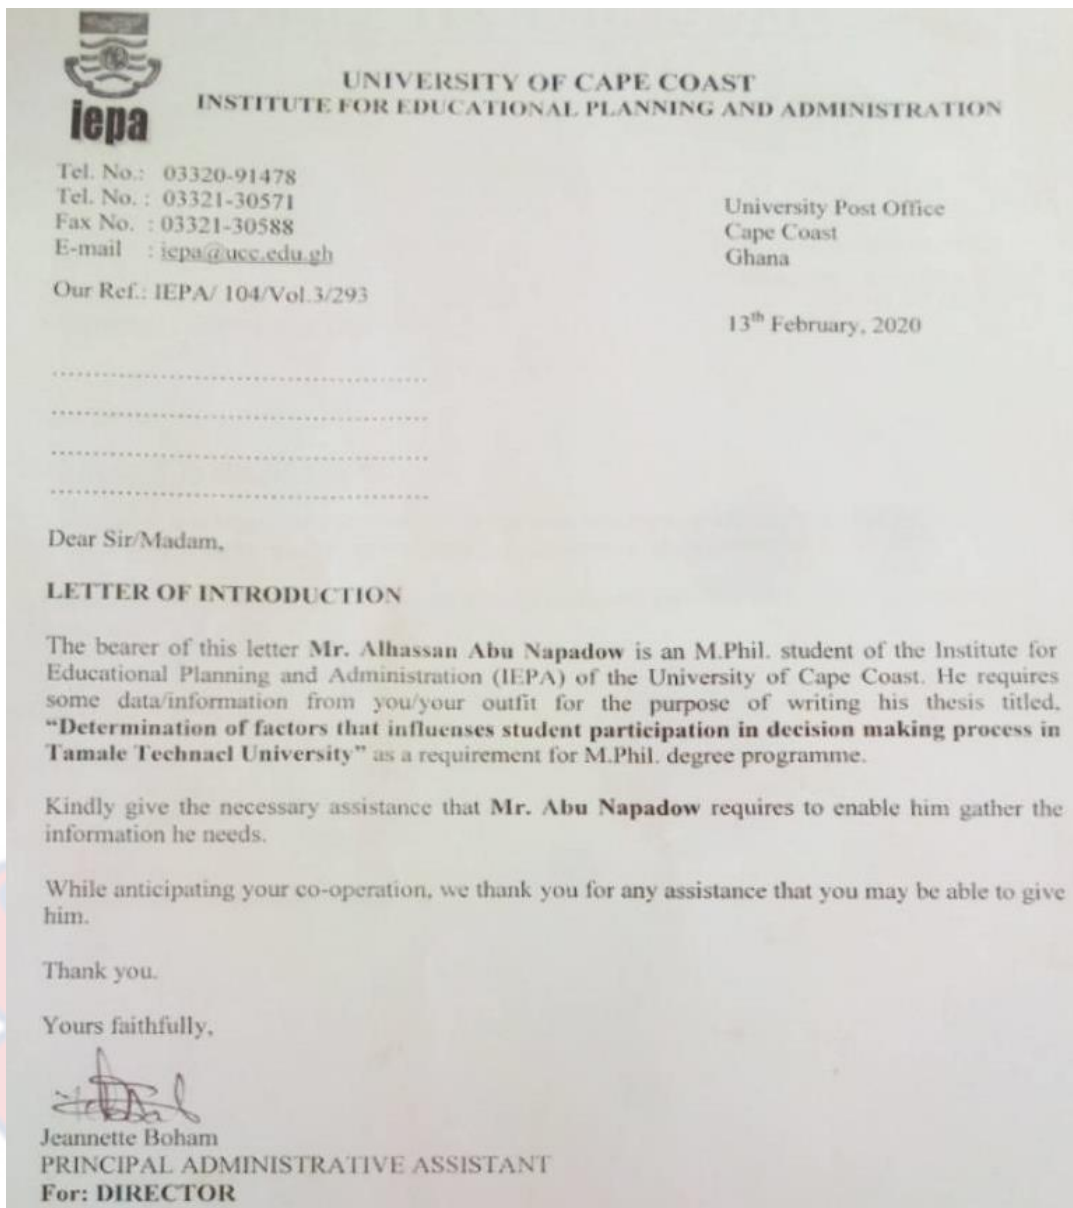 iepa
UNIVERSITY OF CAPE COAST
INSTITUTE FOR EDUCATIONAL PLANNING AND ADMINISTRATION
Tel. No.: 03320-91478
Tel. No. : 03321-30571
Fax No. : 03321-30588
E-mail : iepa@ucc.edu.gh
Our Ref.: IEPA/ 104/Vol.3/293
University Post Office
Cape Coast
Ghana
13th February, 2020
Dear Sir/Madam,
LETTER OF INTRODUCTION
The bearer of this letter Mr. Alhassan Abu Napadow is an M.Phil. student of the Institute for
Educational Planning and Administration (IEPA) of the University of Cape Coast. He requires
some data/information from you/your outfit for the purpose of writing his thesis titled,
“Determination of factors that influenses student participation in decision making process in
Tamale Technacl University” as a requirement for M.Phil. degree programme.
Kindly give the necessary assistance that Mr. Abu Napadow requires to enable him gather the
information he needs.
While anticipating your co-operation, we thank you for any assistance that you may be able to give
him.
Thank you.
Yours faithfully,
Jeannette Boham
PRINCIPAL ADMINISTRATIVE ASSISTANT
For: DIRECTOR